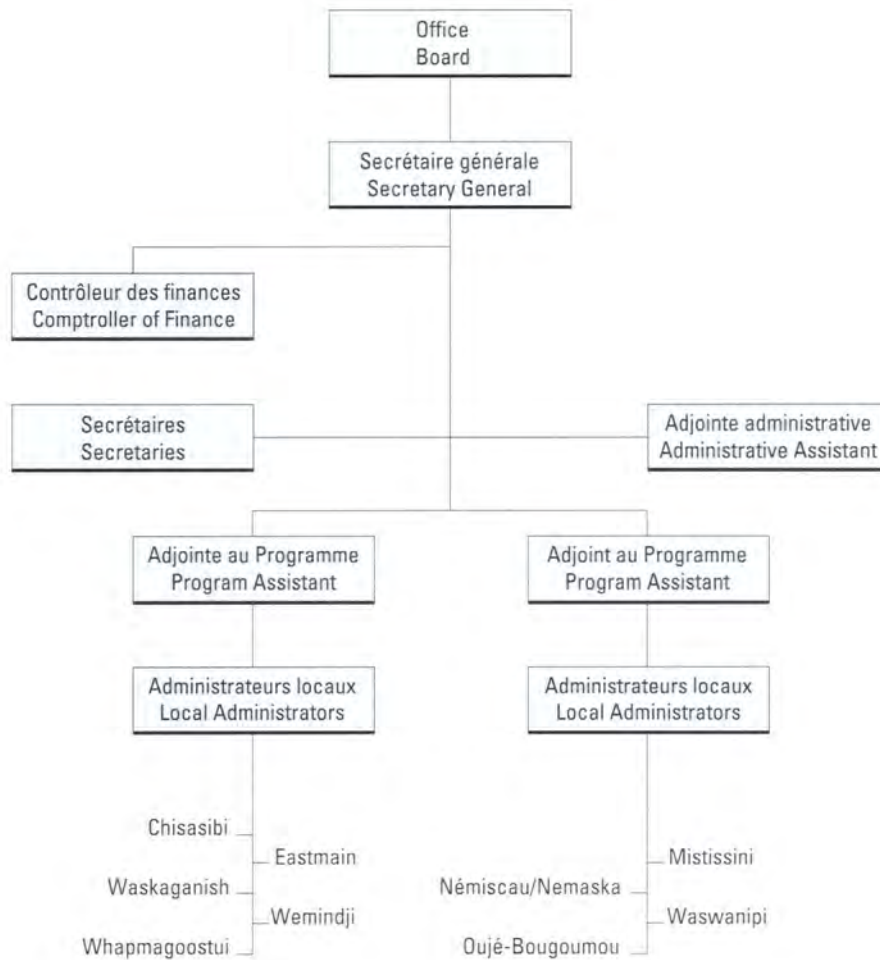 Office
Board
Secrétaire générale
Secretary General
Contrôleur des finances
Comptroller of Finance
Secrétaires
Secretaries
Adjointe administrative
Administrative Assistant
Adjointe au Programme
Program Assistant
Adjoint au Programme
Program Assistant
Administrateurs locaux
Local Administrators
Administrateurs locaux
Local Administrators
Chisasibi
Eastmain
Waskaganish
Wemindji
Whapmagoostui
Mistissini
Némiscau/Nemaska
Waswanipi
Oujé-Bougoumou